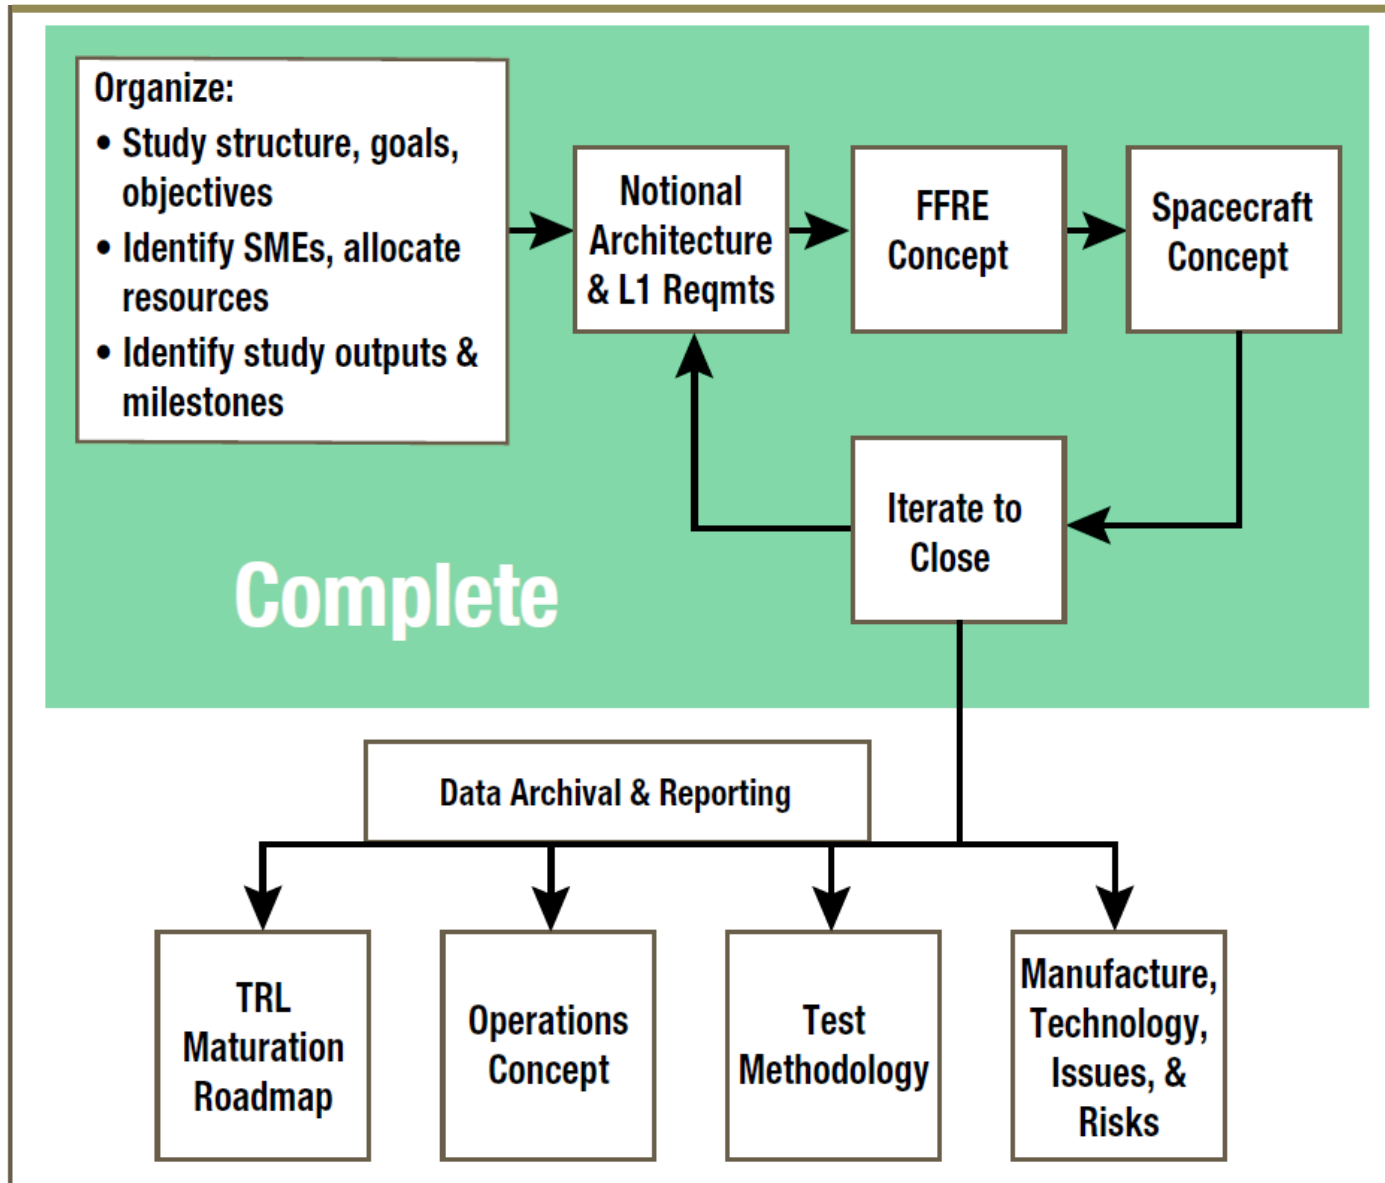 Organize:
• Study structure, goals,
objectives
• Identify SMEs, allocate
resources
• Identify study outputs &
milestones
Notional
Architecture
& L1 Reqmts
FFRE
Concept
Spacecraft
Concept
Iterate to
Close
Complete
Data Archival & Reporting
TRL
Maturation
Roadmap
Operations
Concept
Test
Methodology
Manufacture,
Technology,
Issues, &
Risks